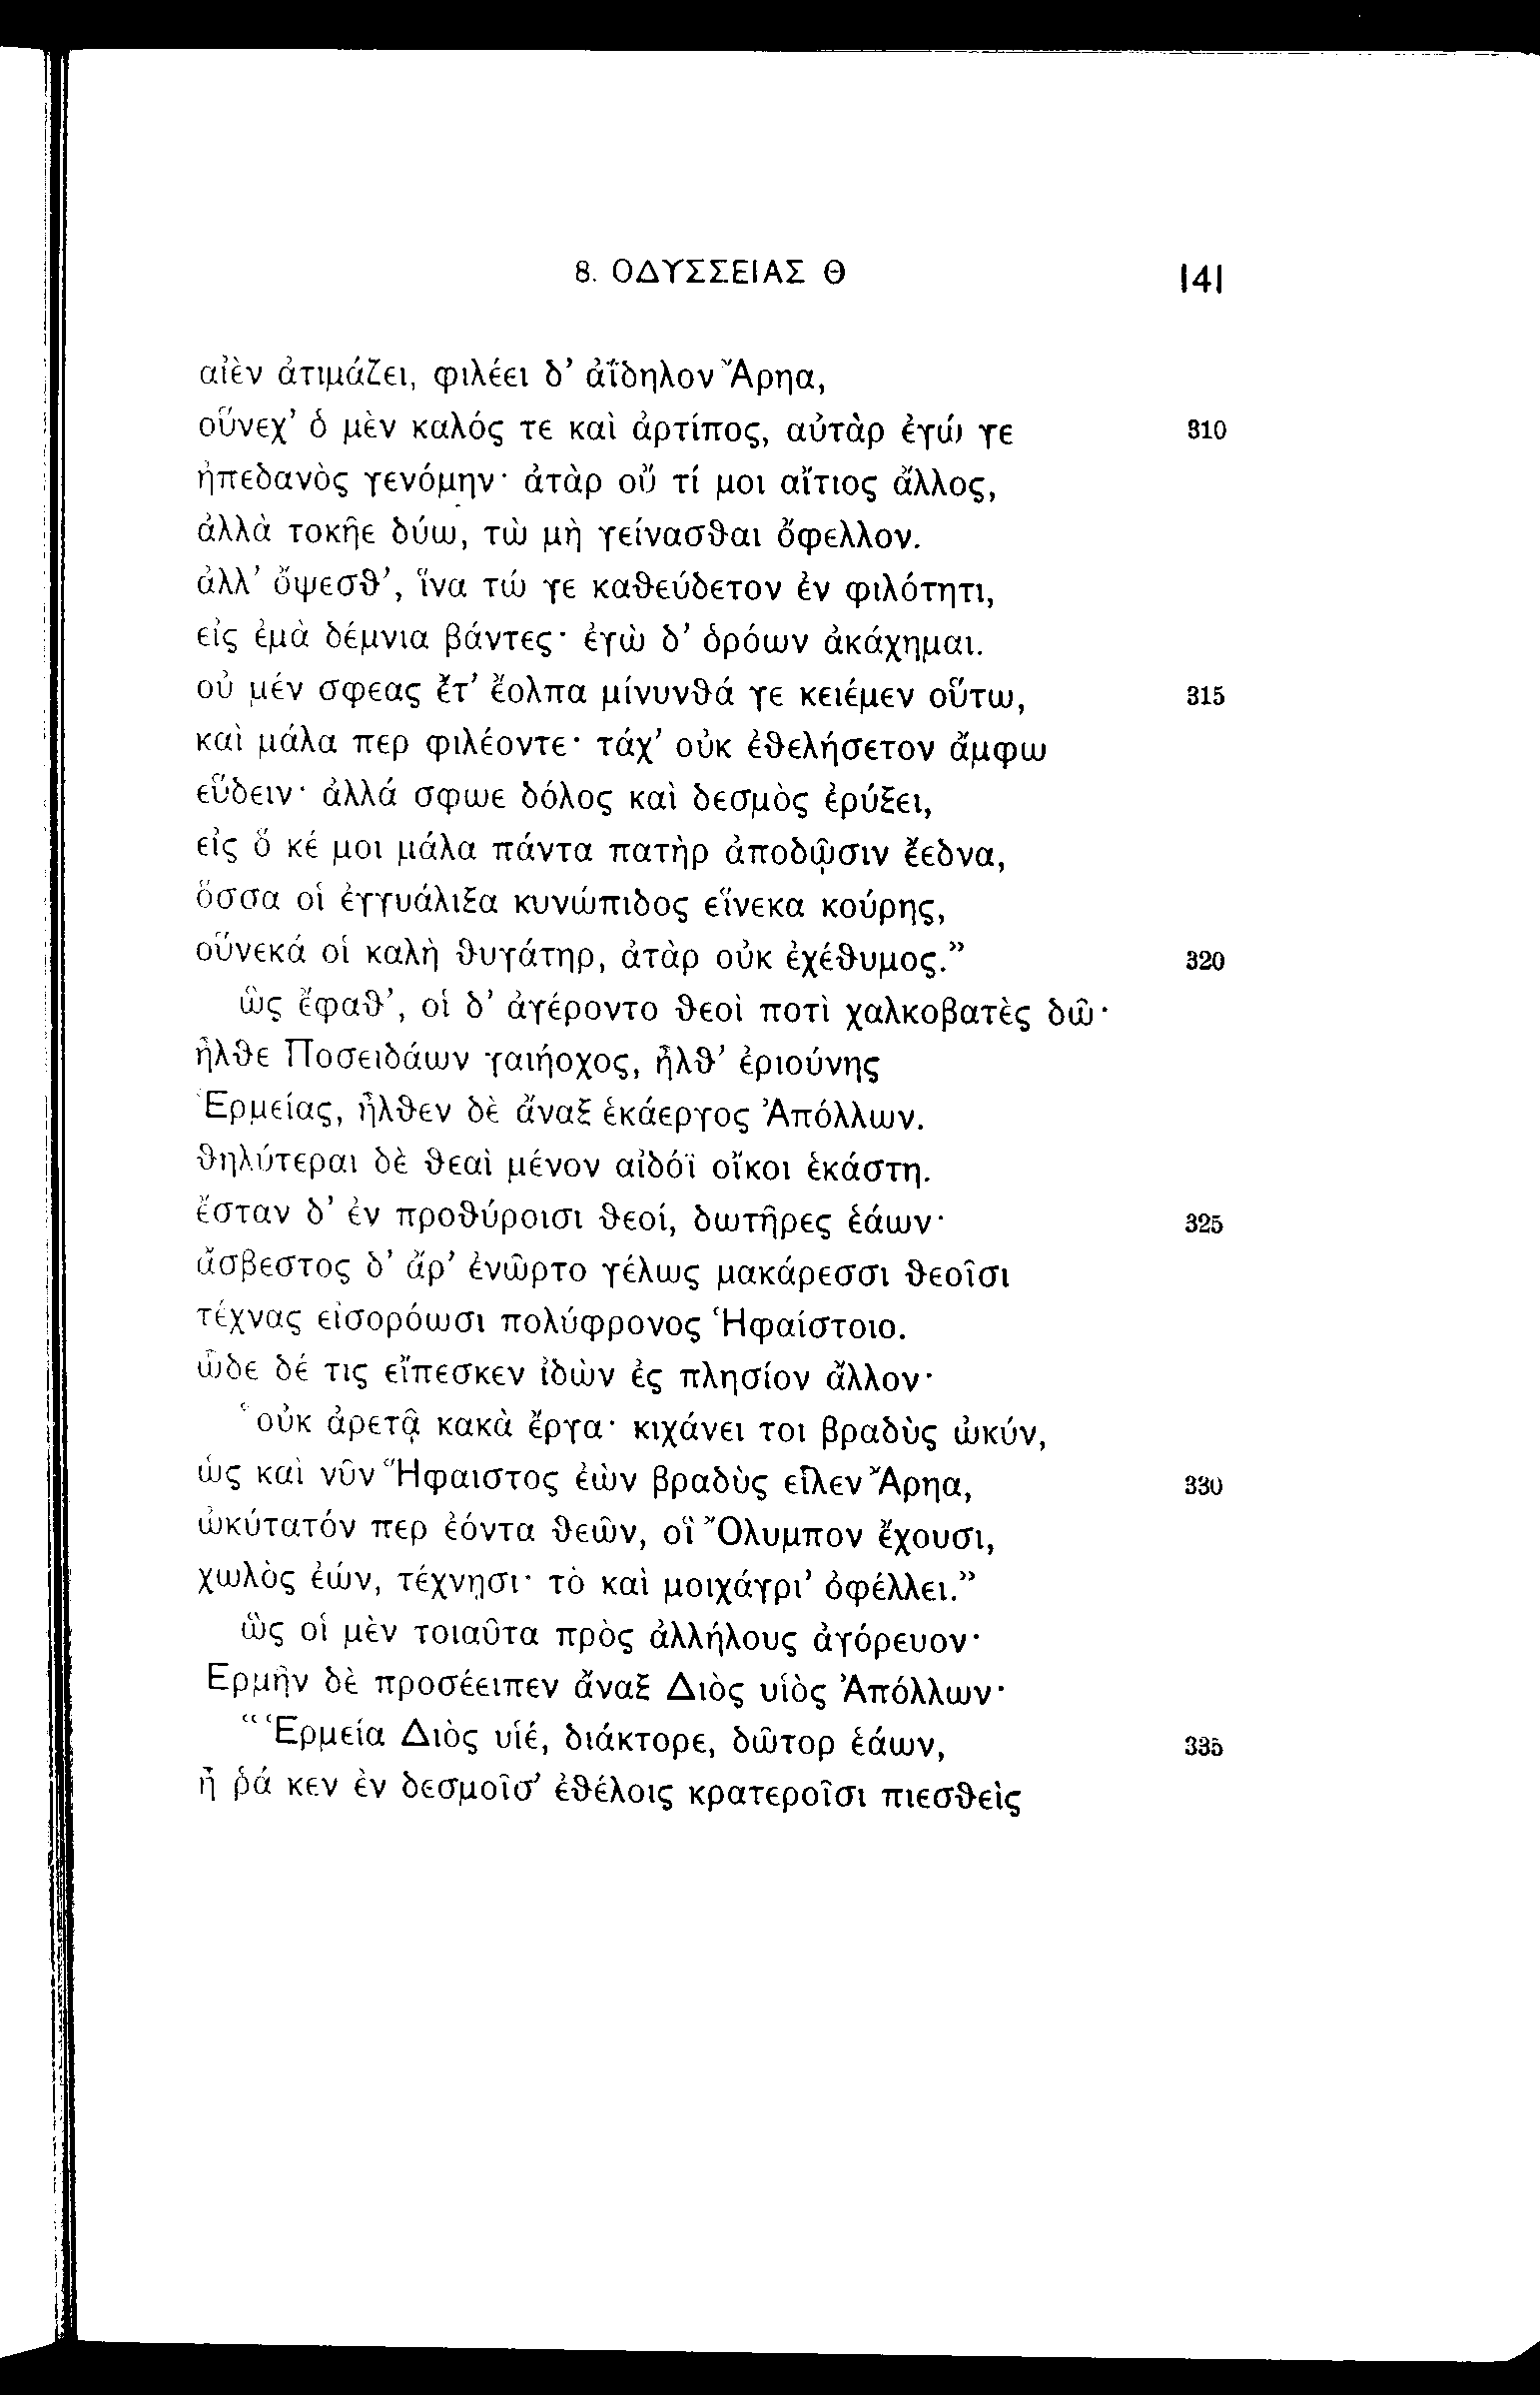 8. ΟΔΥΣΣΕΙΑΣ Θ 141
αἰὲν ἀτιμάζει, φιλέει δ’ ἀΐδηλον Ἄρηα,
οὕνεχ’ ὁ μὲν καλός τε καὶ ἀρτίπος, αὐτὰρ ἐγώ γε 310
ἠπεδανὸς γενόμην· ἀτὰρ οὔ τί μοι αἴτιος ἄλλος,
ἀλλὰ τοκῆε δύω, τὼ μὴ γείνασθαι ὄφελλον.
ἀλλ’ ὄψεσθ’, ἵνα τώ γε καθεύδετον ἐν φιλότητι,
εἰς ἐμὰ δέμνια βάντες· ἐγὼ δ’ ὁρόων ἀκάχημαι.
οὐ μέν σφεας ἔτ’ ἔολπα μίνυνθά γε κειέμεν οὕτω, 315
καὶ μάλα περ φιλέοντε· τάχ’ οὐκ ἐθελήσετον ἄμφω
εὕδειν· ἀλλά σφωε δόλος καὶ δεσμὸς ἐρύξει,
εἰς ὅ κέ μοι μάλα πάντα πατὴρ ἀποδῷσιν ἔεδνα,
ὅσσα οἱ ἐγγυάλιξα κυνώπιδος εἵνεκα κούρης,
οὕνεκά οἱ καλὴ θυγάτηρ, ἀτὰρ οὐκ ἐχέθυμος.” 320
ὣς ἔφαθ’, οἱ δ’ ἀγέροντο θεοὶ ποτὶ χαλκοβατὲς δῶ·
ἦλθε Ποσειδάων γαιήοχος, ἦλθ’ ἐριούνης
Ἑρμείας, ἦλθεν δὲ ἄναξ ἑκάεργος Ἀπόλλων.
θηλύτεραι δὲ θεαὶ μένον αἰδόϊ οἴκοι ἑκάστη.
ἔσταν δ’ ἐν προθύροισι θεοί, δωτῆρες ἑάων· 325
ἄσβεστος δ’ ἄρ’ ἐνῶρτο γέλως μακάρεσσι θεοῖσι
τέχνας εἰσορόωσι πολύφρονος Ἡφαίστοιο.
ὧδε δέ τις εἴπεσκεν ἰδὼν ἐς πλησίον ἄλλον·
“οὐκ ἀρετᾷ κακὰ ἔργα· κιχάνει τοι βραδὺς ὠκύν,
ὡς καὶ νῦν Ἥφαιστος ἐὼν βραδὺς εἷλεν Ἄρηα, 330
ὠκύτατόν περ ἐόντα θεῶν, οἳ Ὄλυμπον ἔχουσι,
χωλὸς ἐών, τέχνῃσι· τὸ καὶ μοιχάγρι’ ὀφέλλει.”
ὣς οἱ μὲν τοιαῦτα πρὸς ἀλλήλους ἀγόρευον·
Ἑρμῆν δὲ προσέειπεν ἄναξ Διὸς υἱὸς Ἀπόλλων·
“Ἑρμεία Διὸς υἱέ, διάκτορε, δῶτορ ἑάων, 335
ἦ ῥά κεν ἐν δεσμοῖσ’ ἐθέλοις κρατεροῖσι πιεσθεὶς